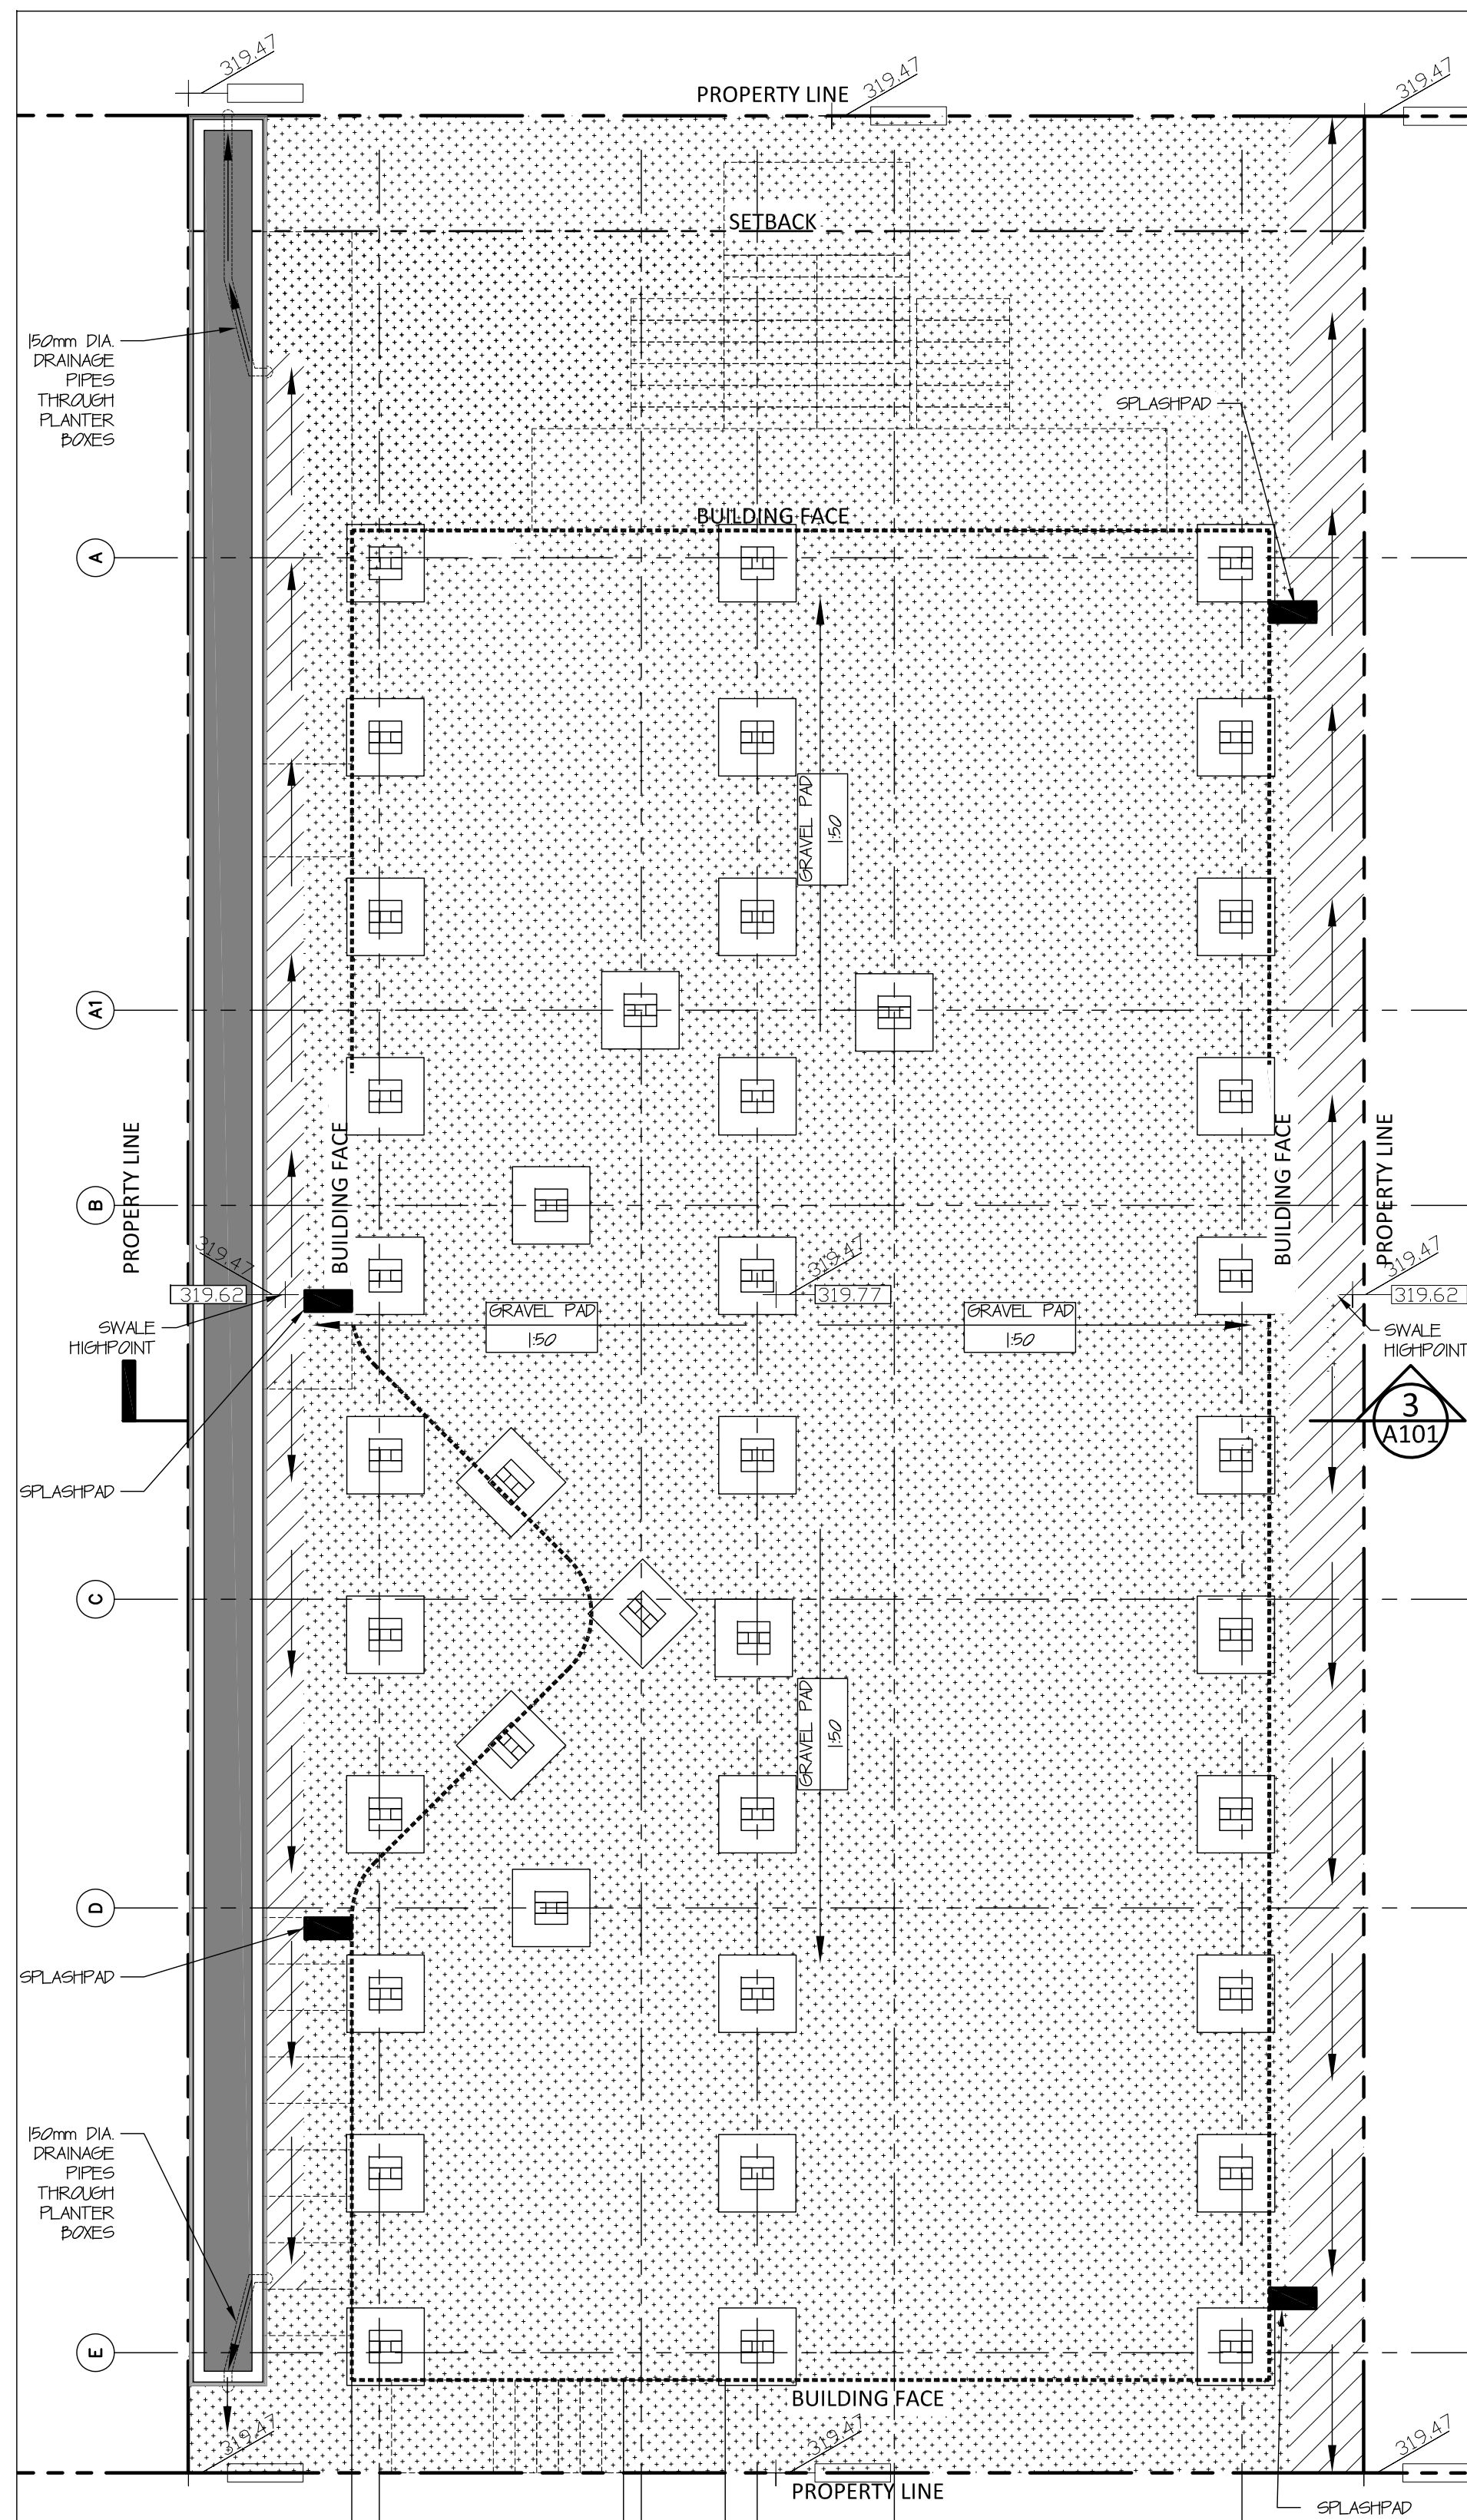 319.47
319.47
319.47
PROPERTY LINE
SETBACK
150mm DIA.
DRAINAGE
PIPES
THROUGH
PLANTER
BOXES
SPLASHPAD
BUILDING FACE
A
GRAVEL PAD
1:50
A1
B
PROPERTY LINE
BUILDING FACE
BUILDING FACE
PROPERTY LINE
319.47
319.62
319.47
319.77
319.47
319.62
SWALE
HIGHPOINT
GRAVEL PAD
1:50
GRAVEL PAD
1:50
SWALE
HIGHPOINT
3
A101
SPLASHPAD
C
GRAVEL PAD
1:50
D
SPLASHPAD
150mm DIA.
DRAINAGE
PIPES
THROUGH
PLANTER
BOXES
E
BUILDING FACE
319.47
319.47
319.47
PROPERTY LINE
SPLASHPAD